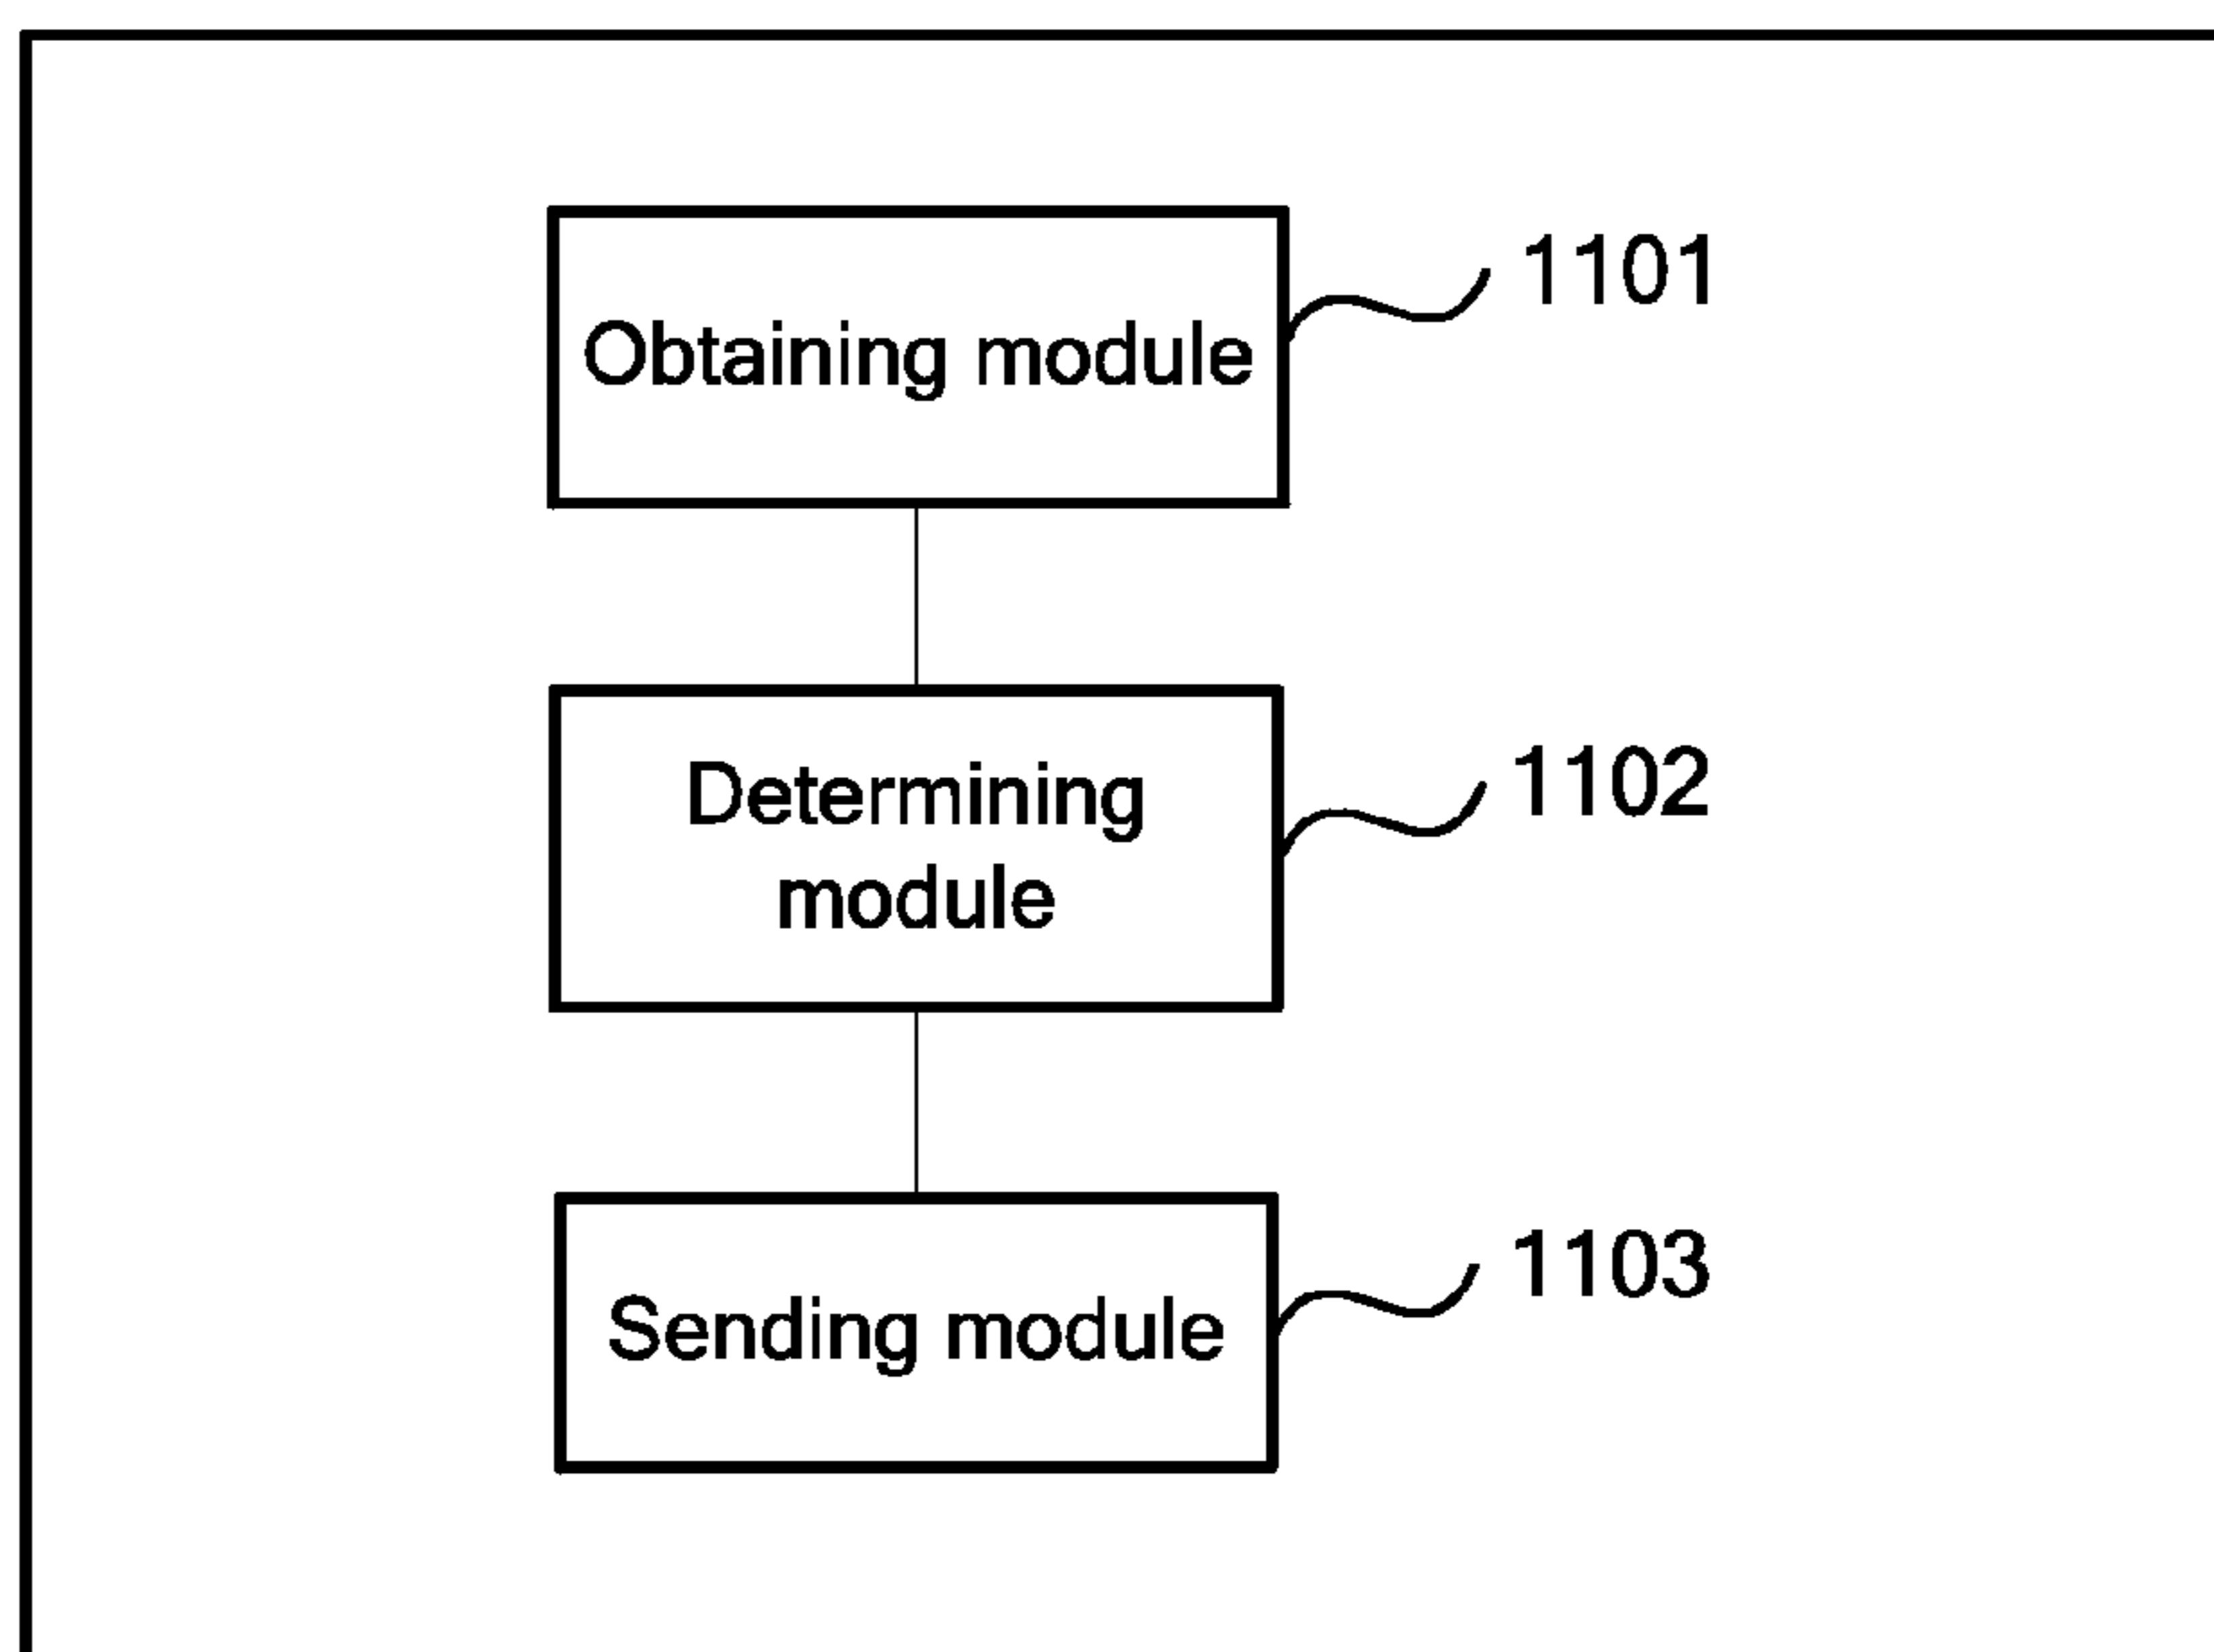 Obtaining module
1101
Determining
module
1102
Sending module
1103